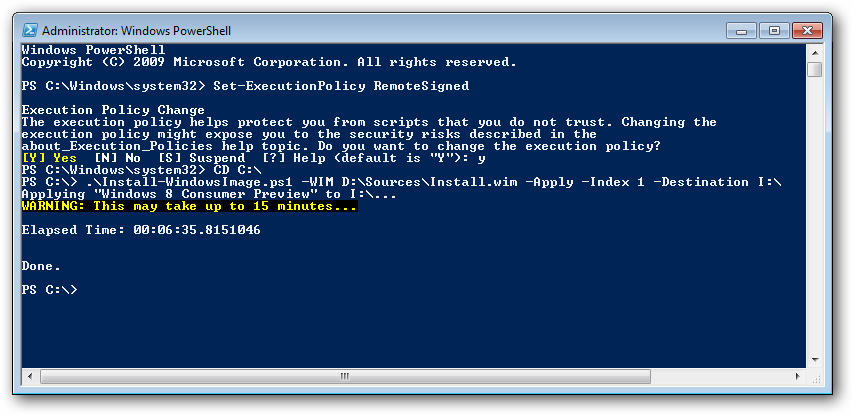 Administrator: Windows PowerShell
Windows PowerShell
Copyright (C) 2009 Microsoft Corporation. All rights reserved.
PS C:\Windows\system32> Set-ExecutionPolicy RemoteSigned
Execution Policy Change
The execution policy helps protect you from scripts that you do not trust. Changing the
execution policy might expose you to the security risks described in the
about_Execution_Policies help topic. Do you want to change the execution policy?
[Y] Yes  [N] No  [S] Suspend  [?] Help (default is "Y"): y
PS C:\Windows\system32> CD C:\
PS C:\> .\Install-WindowsImage.ps1 -WIM D:\Sources\Install.wim -Apply -Index 1 -Destination I:\
Applying "Windows 8 Consumer Preview" to I:\...
WARNING: This may take up to 15 minutes...
Elapsed Time: 00:06:35.8151046
Done.
PS C:\>